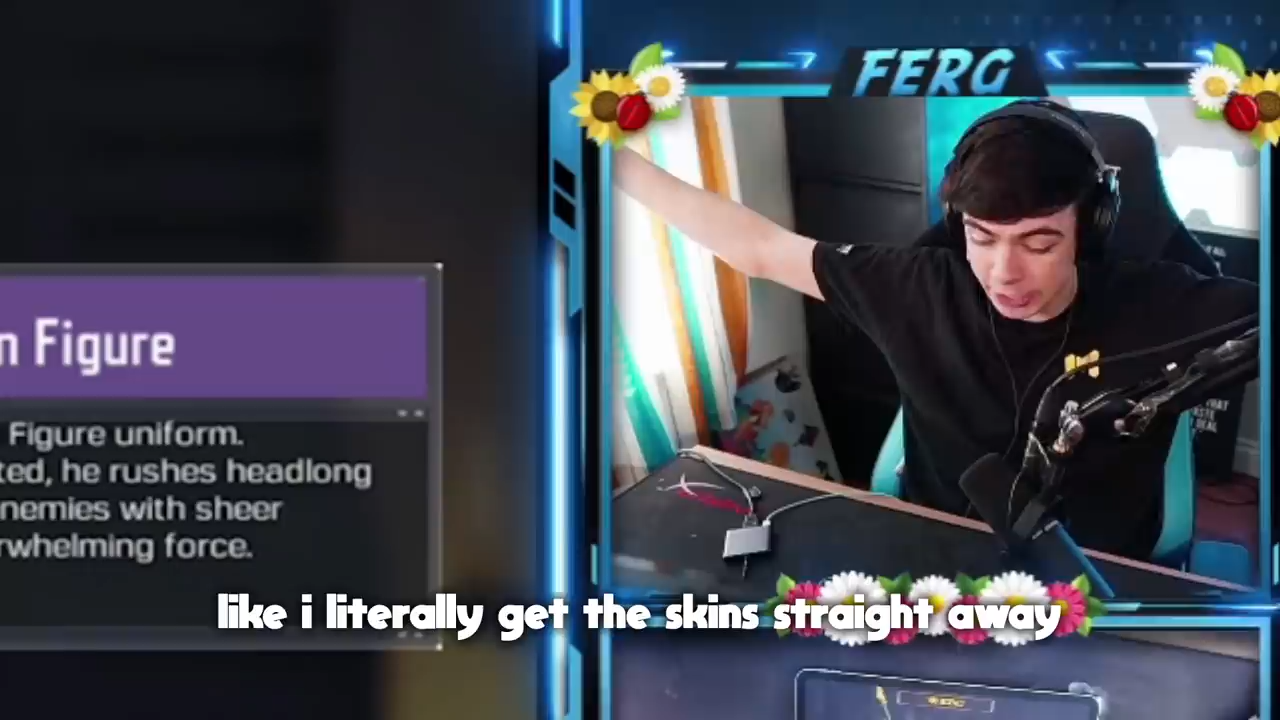 FERG
n Figure
Figure uniform.
ted, he rushes headlong
nemies with sheer
rwhelming force.
like i literally get the skins straight away